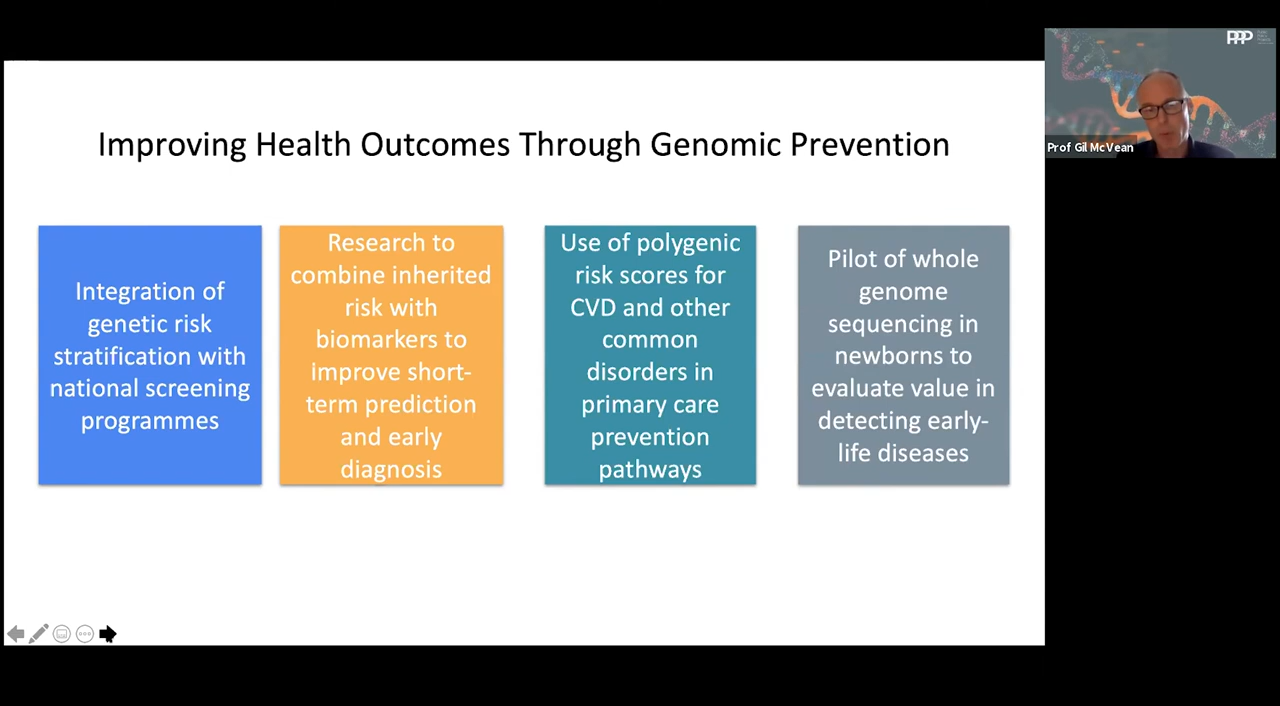 Improving Health Outcomes Through Genomic Prevention
Integration of
genetic risk
stratification with
national screening
programmes
Research to
combine inherited
risk with
biomarkers to
improve short-
term prediction
and early
diagnosis
Use of polygenic
risk scores for
CVD and other
common
disorders in
primary care
prevention
pathways
Pilot of whole
genome
sequencing in
newborns to
evaluate value in
detecting early-
life diseases
PPP
Prof Gil McVean